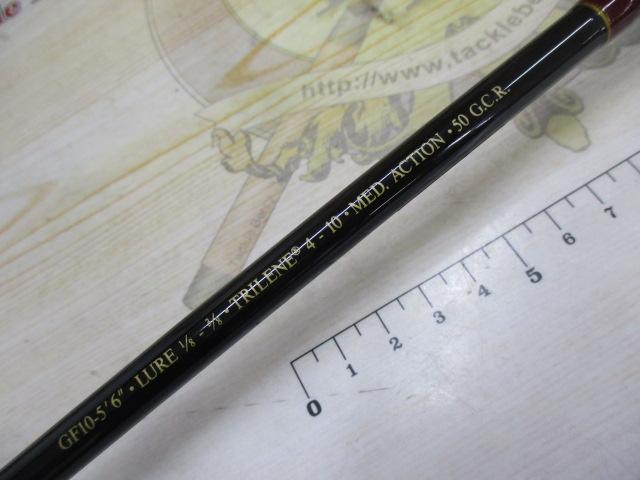 GF10-5'6" • LURE ⅛ - ⅜ • TRILENE® 4 - 10 • MED. ACTION • 50 G.C.R.
http://www.tacklebe
0 1 2 3 4 5 6 7